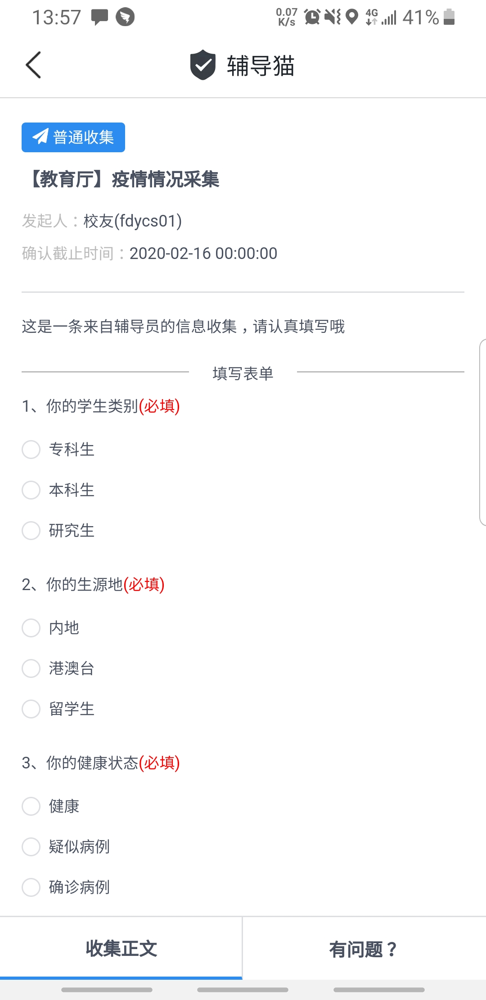 13:57
0.07
K/s
4G
41%
辅导猫
普通收集
【教育厅】疫情情况采集
发起人：校友(fdycs01)
确认截止时间：2020-02-16 00:00:00
这是一条来自辅导员的信息收集，请认真填写哦
填写表单
1、你的学生类别(必填)
专科生
本科生
研究生
2、你的生源地(必填)
内地
港澳台
留学生
3、你的健康状态(必填)
健康
疑似病例
确诊病例
收集正文
有问题？